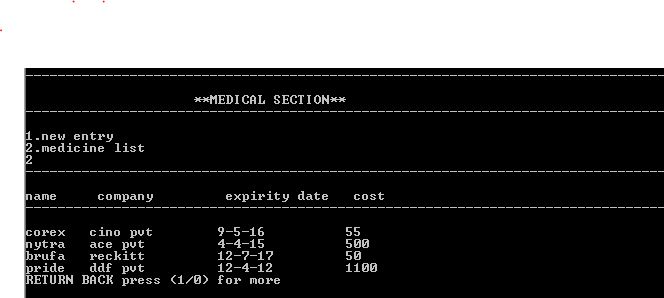 **MEDICAL SECTION**
1.new entry
2.medicine list
2
name company expirity date cost
corex cino pvt 9-5-16 55
nytra ace pvt 4-4-15 500
brufa reckitt 12-7-17 50
pride ddf pvt 12-4-12 1100
RETURN BACK press (1/0) for more